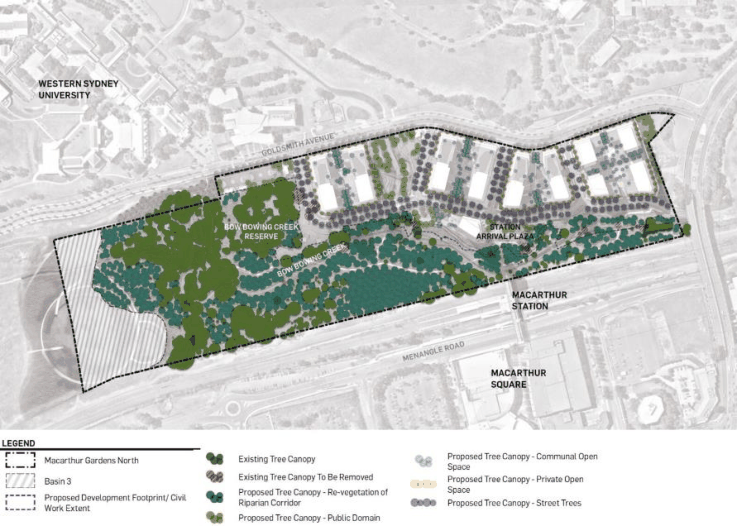 WESTERN SYDNEY
UNIVERSITY
GOLDSMITH AVENUE
BOW BOWING CREEK
RESERVE
STATION
ARRIVAL PLAZA
BOW BOWING CREEK
MACARTHUR
STATION
MENANGLE ROAD
MACARTHUR
SQUARE
LEGEND
Macarthur Gardens North
Basin 3
Proposed Development Footprint/ Civil
Work Extent
Existing Tree Canopy
Existing Tree Canopy To Be Removed
Proposed Tree Canopy - Re-vegetation of
Riparian Corridor
Proposed Tree Canopy - Public Domain
Proposed Tree Canopy - Communal Open
Space
Proposed Tree Canopy - Private Open
Space
Proposed Tree Canopy - Street Trees